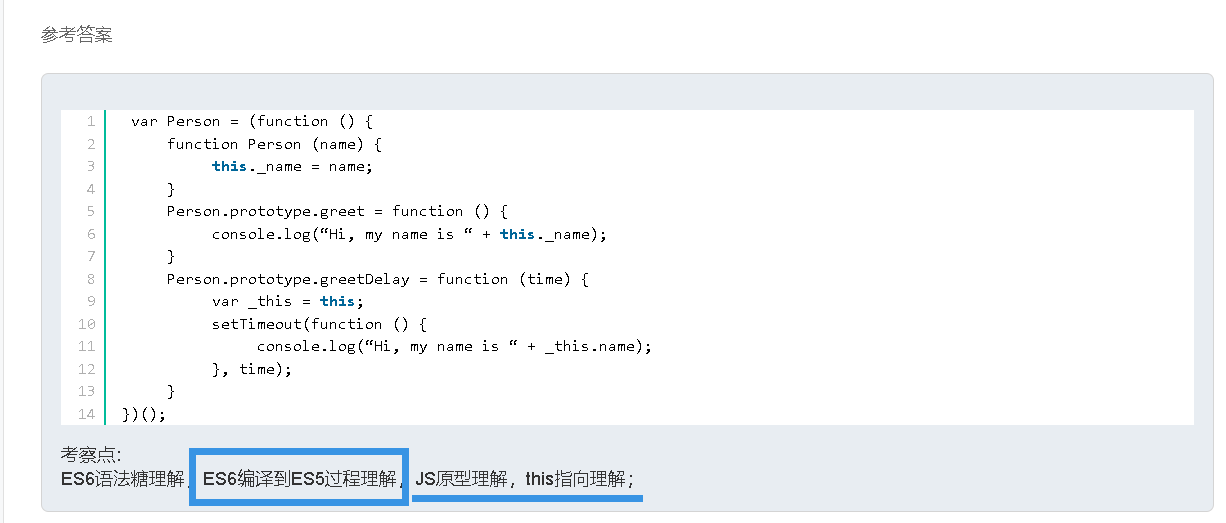 参考答案
1 var Person = (function () {
2 function Person (name) {
3 this._name = name;
4 }
5 Person.prototype.greet = function () {
6 console.log(“Hi, my name is “ + this._name);
7 }
8 Person.prototype.greetDelay = function (time) {
9 var _this = this;
10 setTimeout(function () {
11 console.log(“Hi, my name is “ + _this.name);
12 }, time);
13 }
14 })();
考察点:
ES6语法糖理解，ES6编译到ES5过程理解，JS原型理解，this指向理解；